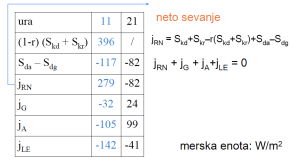 ura 11 21
(1-r) (Skd + Skr) 396 /
Sda – Sdg -117 -82
jRN 279 -82
jG -32 24
jA -105 99
jLE -142 -41
neto sevanje
jRN = Skd+Skr–r(Skd+Skr)+Sda–Sdg
jRN + jG + jA+jLE = 0
merska enota: W/m²